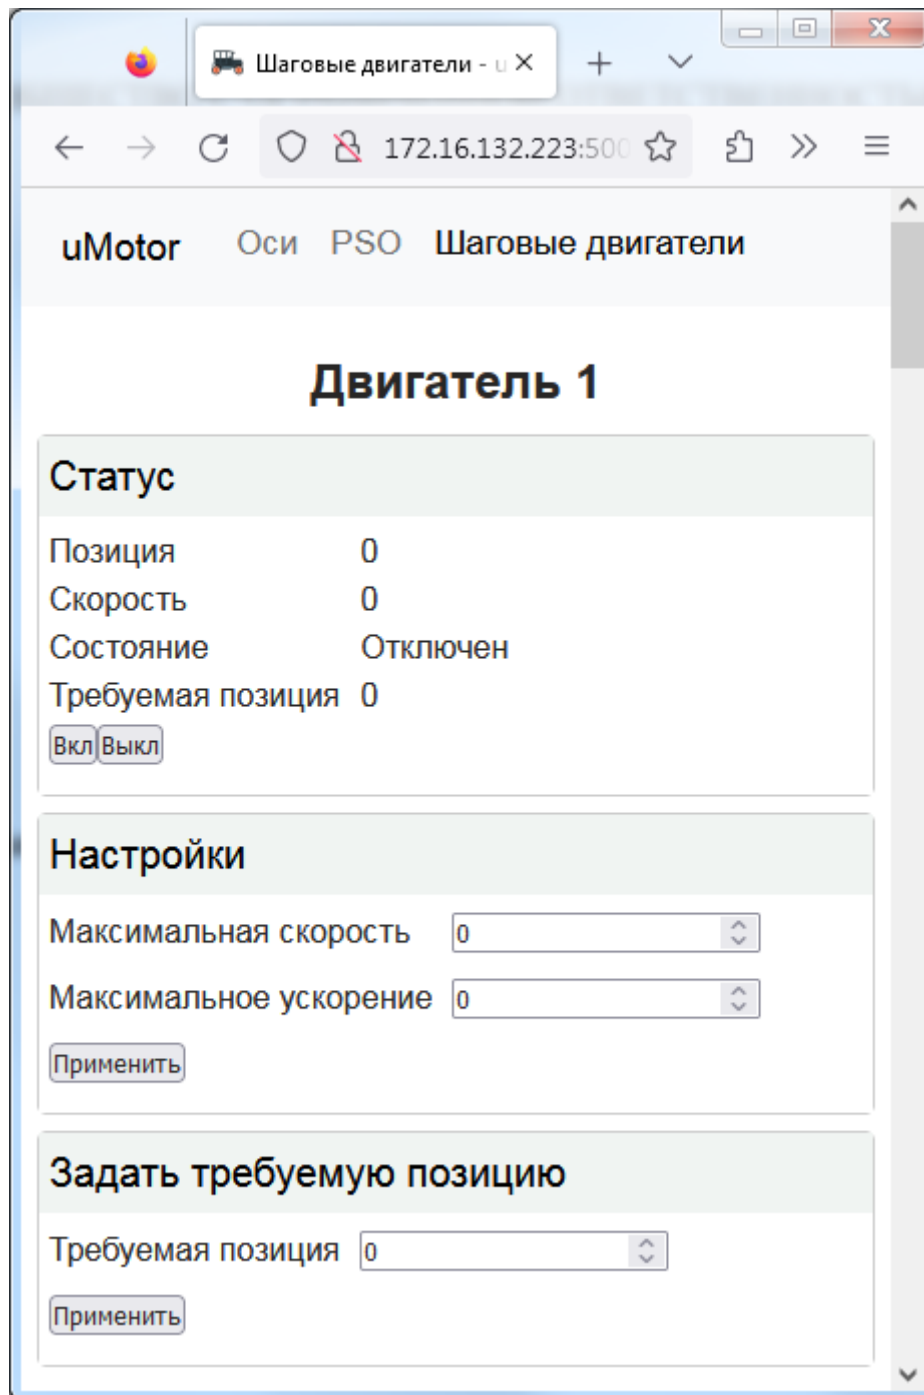 Шаговые двигатели - u
172.16.132.223:500
uMotor Оси PSO Шаговые двигатели
Двигатель 1
Статус
Позиция 0
Скорость 0
Состояние Отключен
Требуемая позиция 0
Вкл Выкл
Настройки
Максимальная скорость 0
Максимальное ускорение 0
Применить
Задать требуемую позицию
Требуемая позиция 0
Применить